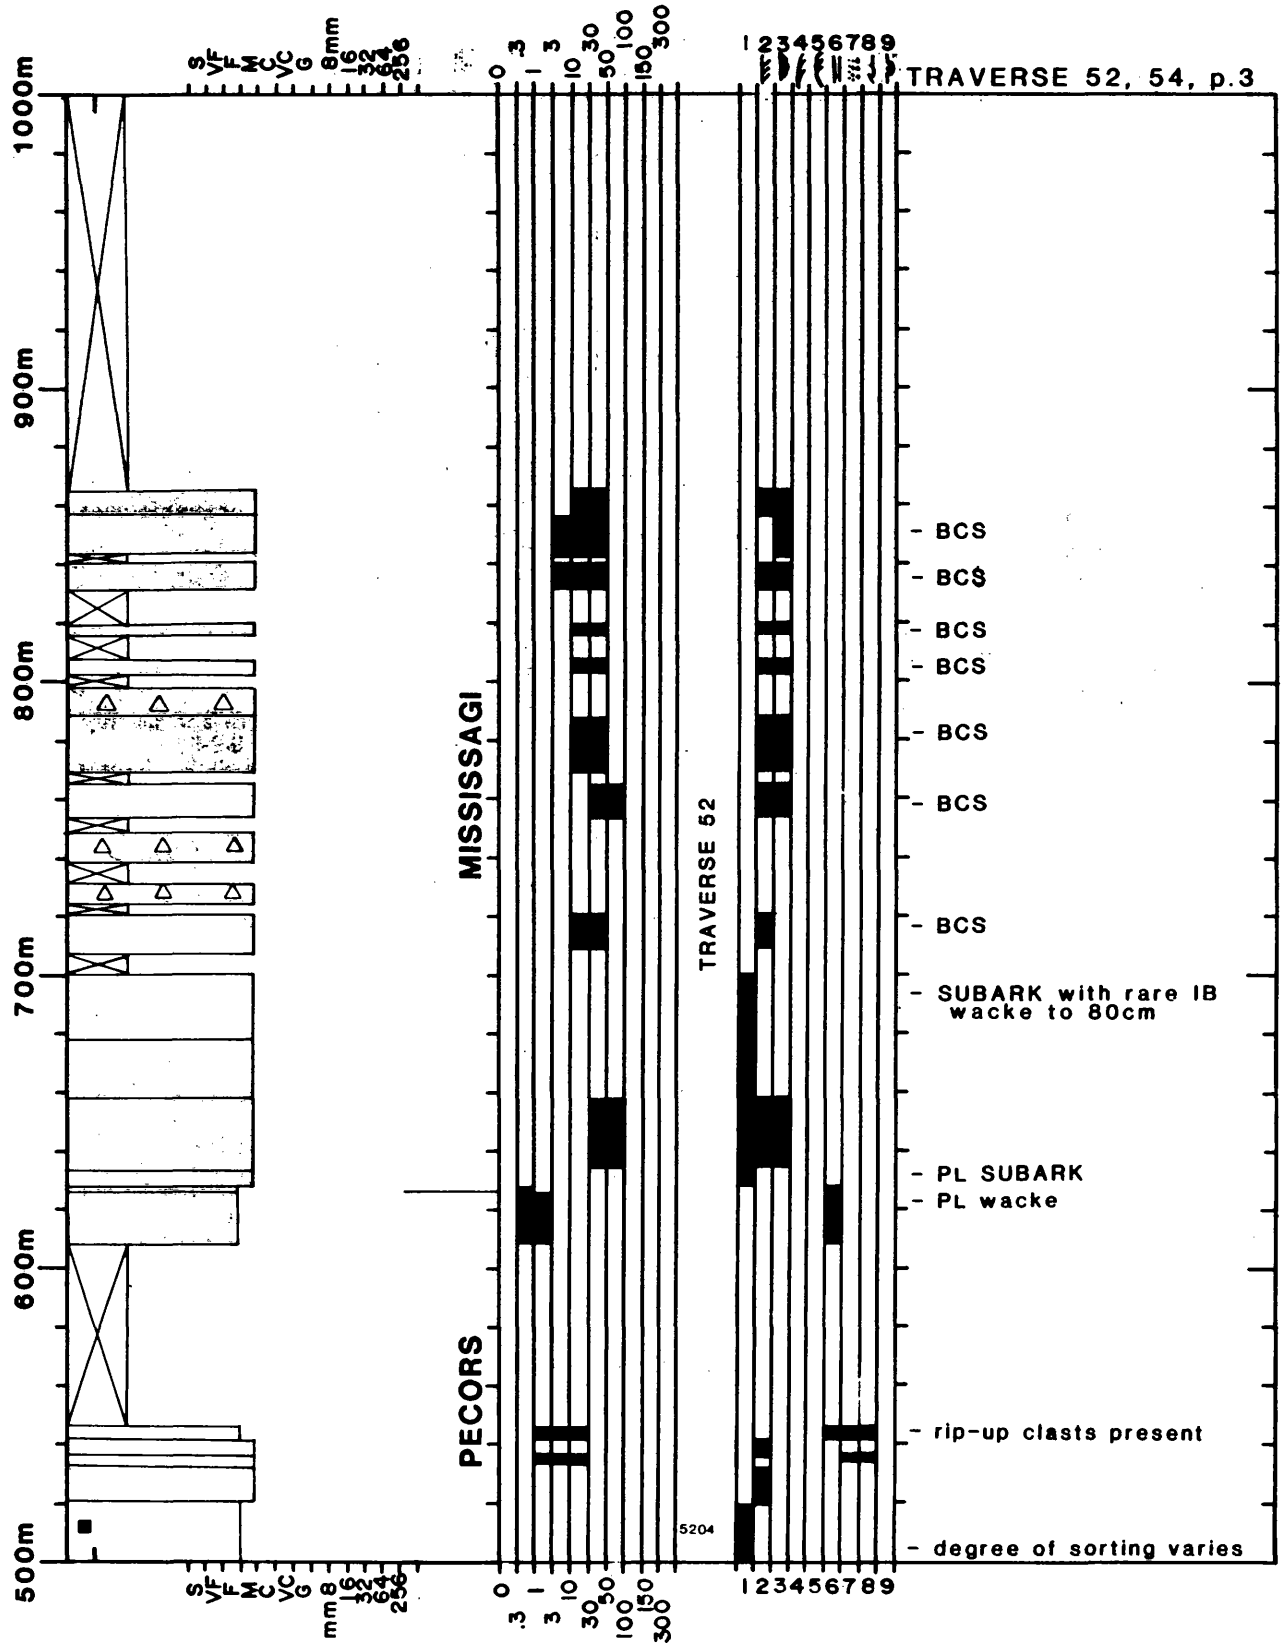 S VF F M C VC G 8mm 16 32 64 256
0 .3 1 3 10 30 50 100 150 300
1 2 3 4 5 6 7 8 9
TRAVERSE 52, 54, p.3
1000m
900m
- BCS
- BCS
- BCS
- BCS
800m
- BCS
MISSISSAGI
TRAVERSE 52
- BCS
- BCS
700m
- SUBARK with rare IB
wacke to 80cm
- PL SUBARK
- PL wacke
600m
PECORS
- rip-up clasts present
5204
- degree of sorting varies
500m
S VF F M C VC G mm 8 16 32 64 256
0 .3 1 3 10 30 50 100 150 300
1 2 3 4 5 6 7 8 9